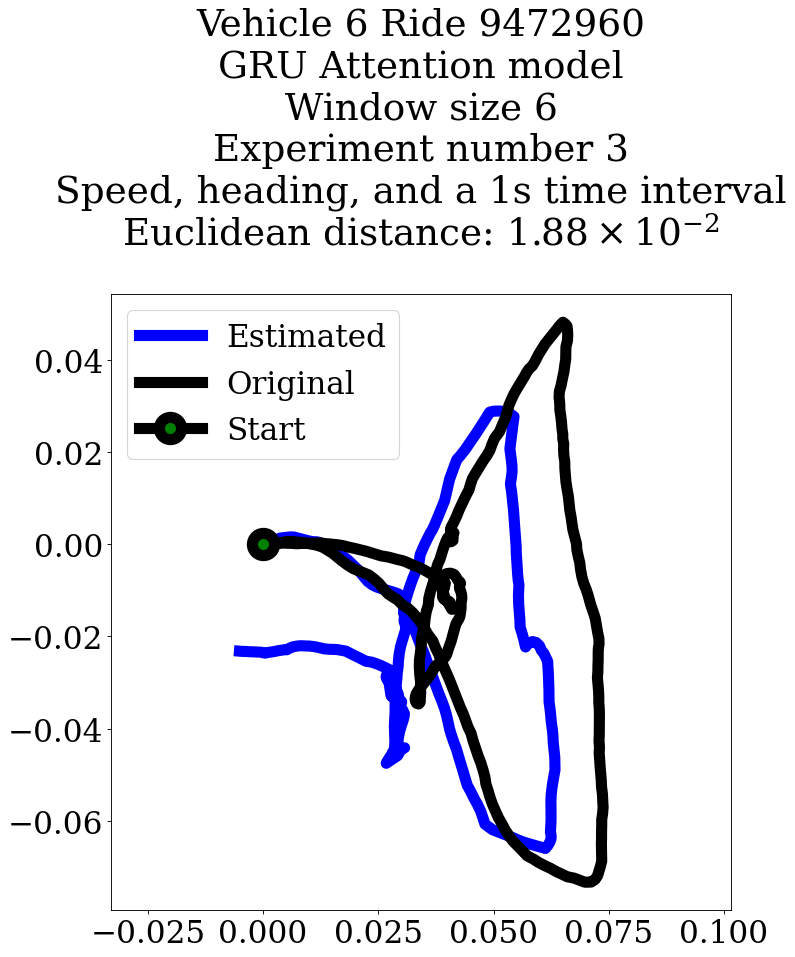 Vehicle 6 Ride 9472960
GRU Attention model
Window size 6
Experiment number 3
Speed, heading, and a 1s time interval
Euclidean distance: 1.88 × 10⁻²
Estimated
Original
Start
0.04
0.02
0.00
−0.02
−0.04
−0.06
−0.025 0.000 0.025 0.050 0.075 0.100